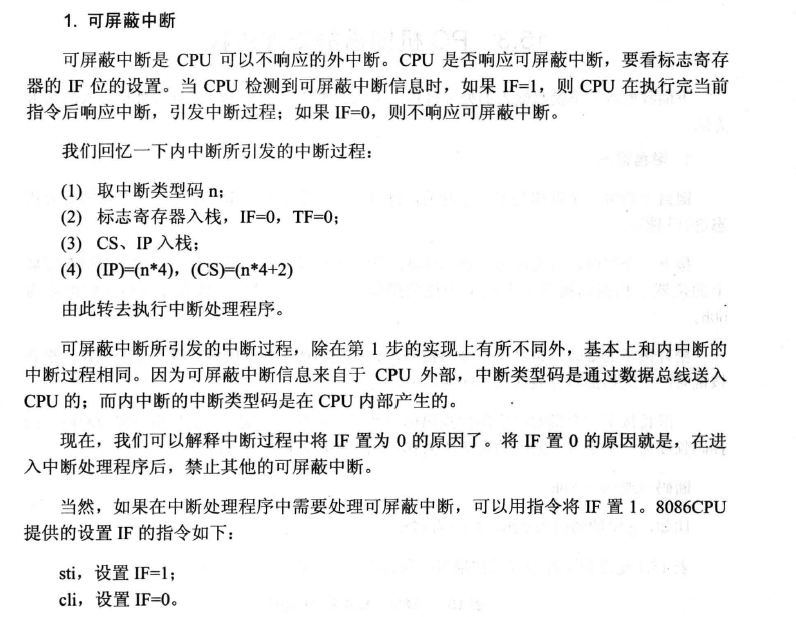 1. 可屏蔽中断
可屏蔽中断是 CPU 可以不响应的外中断。CPU 是否响应可屏蔽中断，要看标志寄存
器的 IF 位的设置。当 CPU 检测到可屏蔽中断信息时，如果 IF=1，则 CPU 在执行完当前
指令后响应中断，引发中断过程；如果 IF=0，则不响应可屏蔽中断。
我们回忆一下内中断所引发的中断过程：
(1) 取中断类型码 n；
(2) 标志寄存器入栈，IF=0，TF=0；
(3) CS、IP 入栈；
(4) (IP)=(n*4)，(CS)=(n*4+2)
由此转去执行中断处理程序。
可屏蔽中断所引发的中断过程，除在第 1 步的实现上有所不同外，基本上和内中断的
中断过程相同。因为可屏蔽中断信息来自于 CPU 外部，中断类型码是通过数据总线送入
CPU 的；而内中断的中断类型码是在 CPU 内部产生的。
现在，我们可以解释中断过程中将 IF 置为 0 的原因了。将 IF 置 0 的原因就是，在进
入中断处理程序后，禁止其他的可屏蔽中断。
当然，如果在中断处理程序中需要处理可屏蔽中断，可以用指令将 IF 置 1。8086CPU
提供的设置 IF 的指令如下：
sti，设置 IF=1；
cli，设置 IF=0。